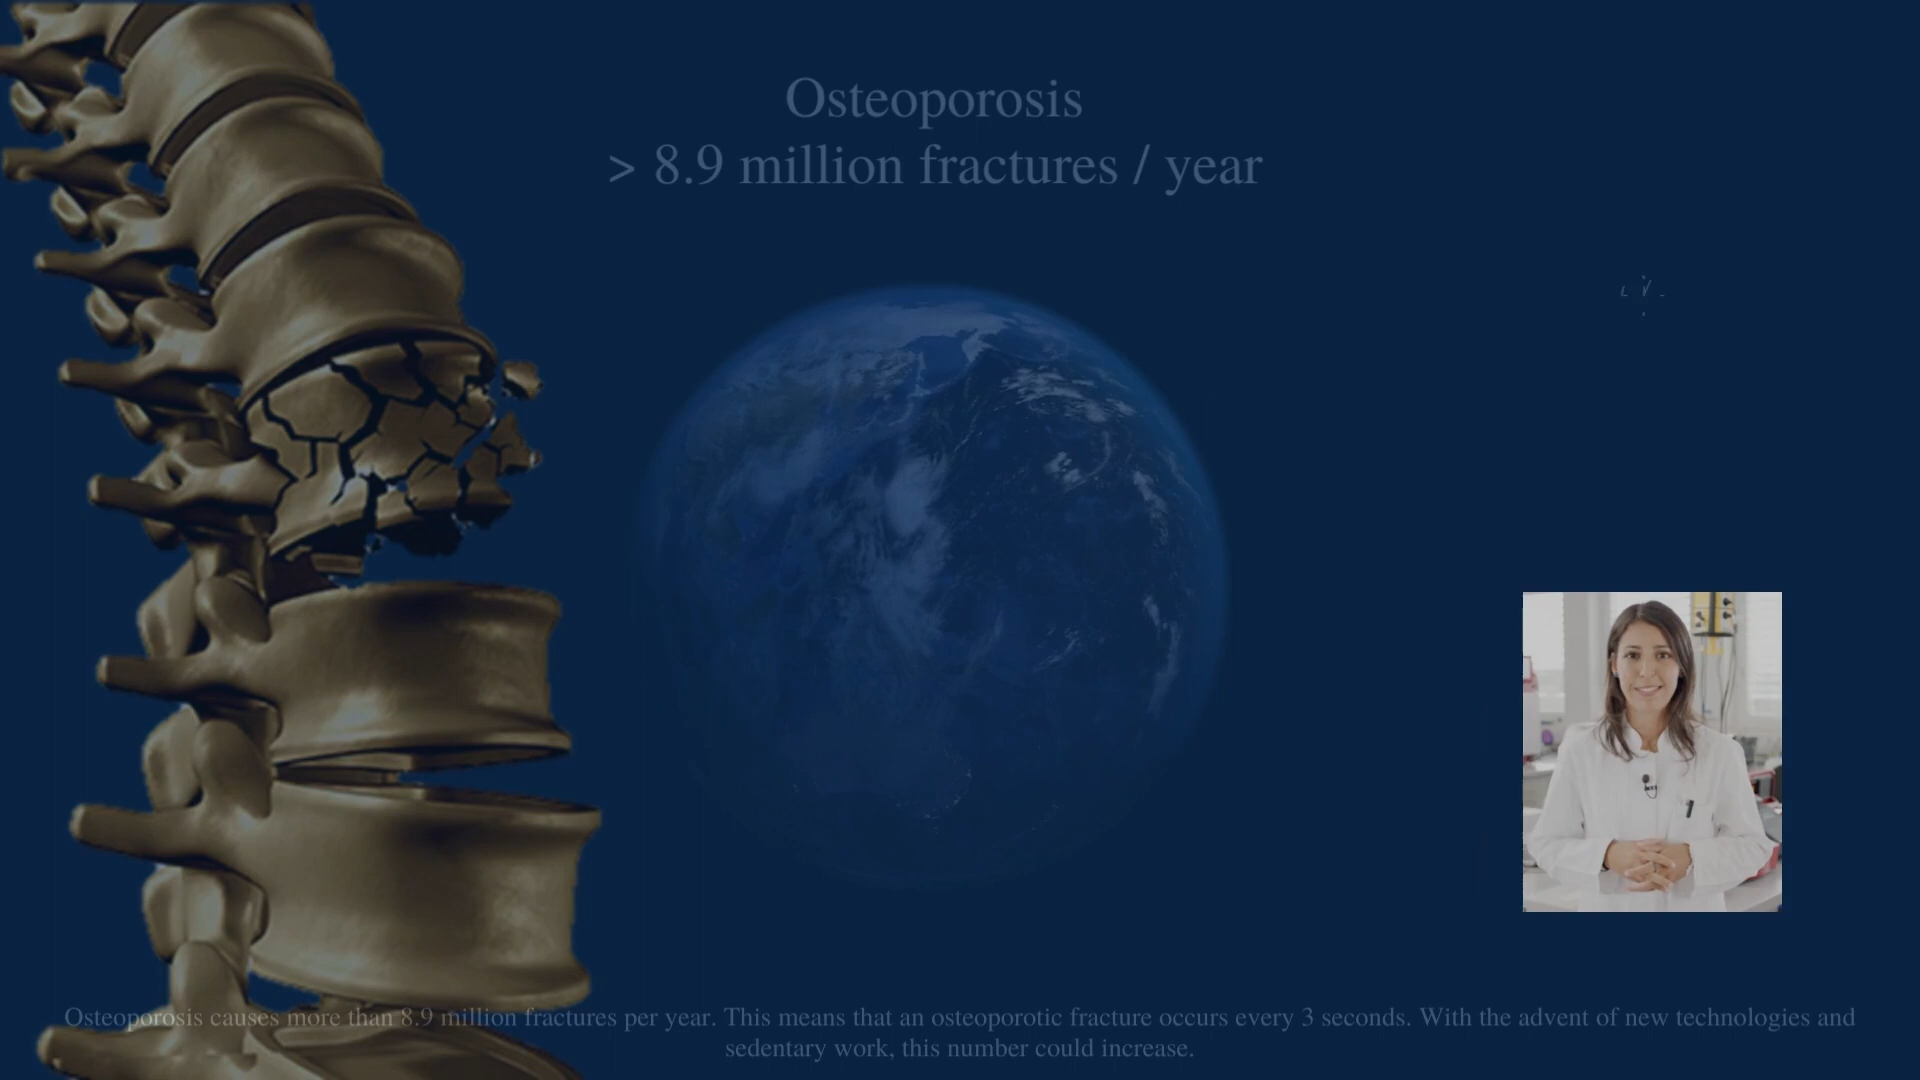 Osteoporosis
> 8.9 million fractures / year
Osteoporosis causes more than 8.9 million fractures per year. This means that an osteoporotic fracture occurs every 3 seconds. With the advent of new technologies and
sedentary work, this number could increase.